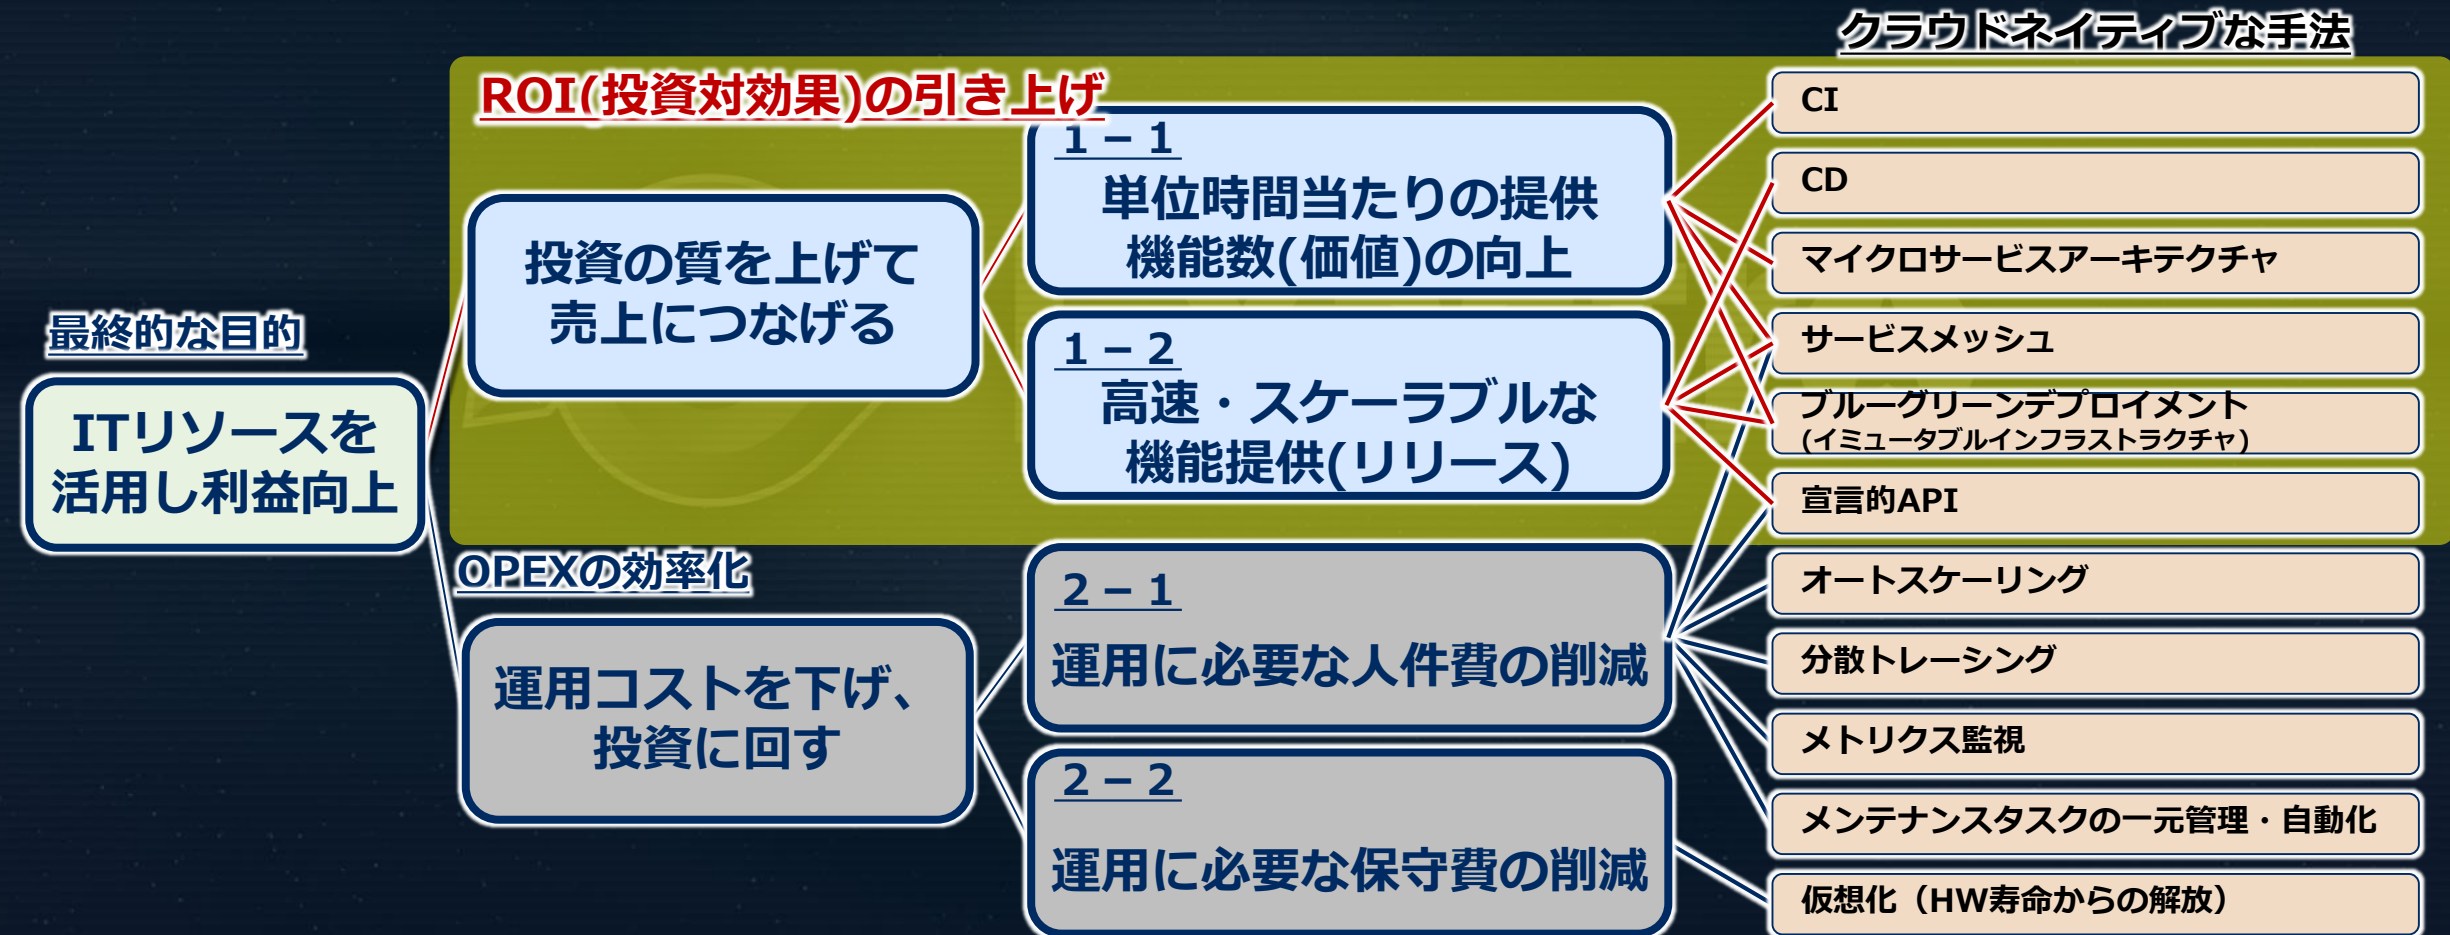 クラウドネイティブな手法
ROI(投資対効果)の引き上げ
最終的な目的
ITリソースを
活用し利益向上
投資の質を上げて
売上につなげる
1－1
単位時間当たりの提供
機能数(価値)の向上
1－2
高速・スケーラブルな
機能提供(リリース)
OPEXの効率化
運用コストを下げ、
投資に回す
2－1
運用に必要な人件費の削減
2－2
運用に必要な保守費の削減
CI
CD
マイクロサービスアーキテクチャ
サービスメッシュ
ブルーグリーンデプロイメント
(イミュータブルインフラストラクチャ)
宣言的API
オートスケーリング
分散トレーシング
メトリクス監視
メンテナンスタスクの一元管理・自動化
仮想化（HW寿命からの解放）